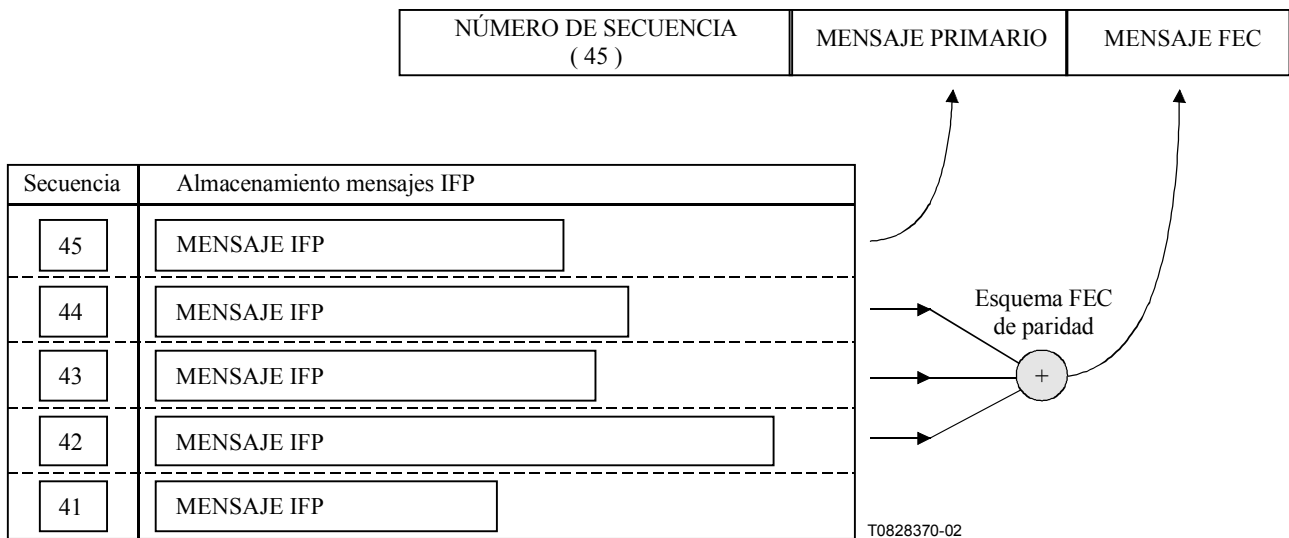 NÚMERO DE SECUENCIA
( 45 )
MENSAJE PRIMARIO
MENSAJE FEC
Secuencia
Almacenamiento mensajes IFP
45
MENSAJE IFP
44
MENSAJE IFP
43
MENSAJE IFP
42
MENSAJE IFP
41
MENSAJE IFP
Esquema FEC
de paridad
+
T0828370-02